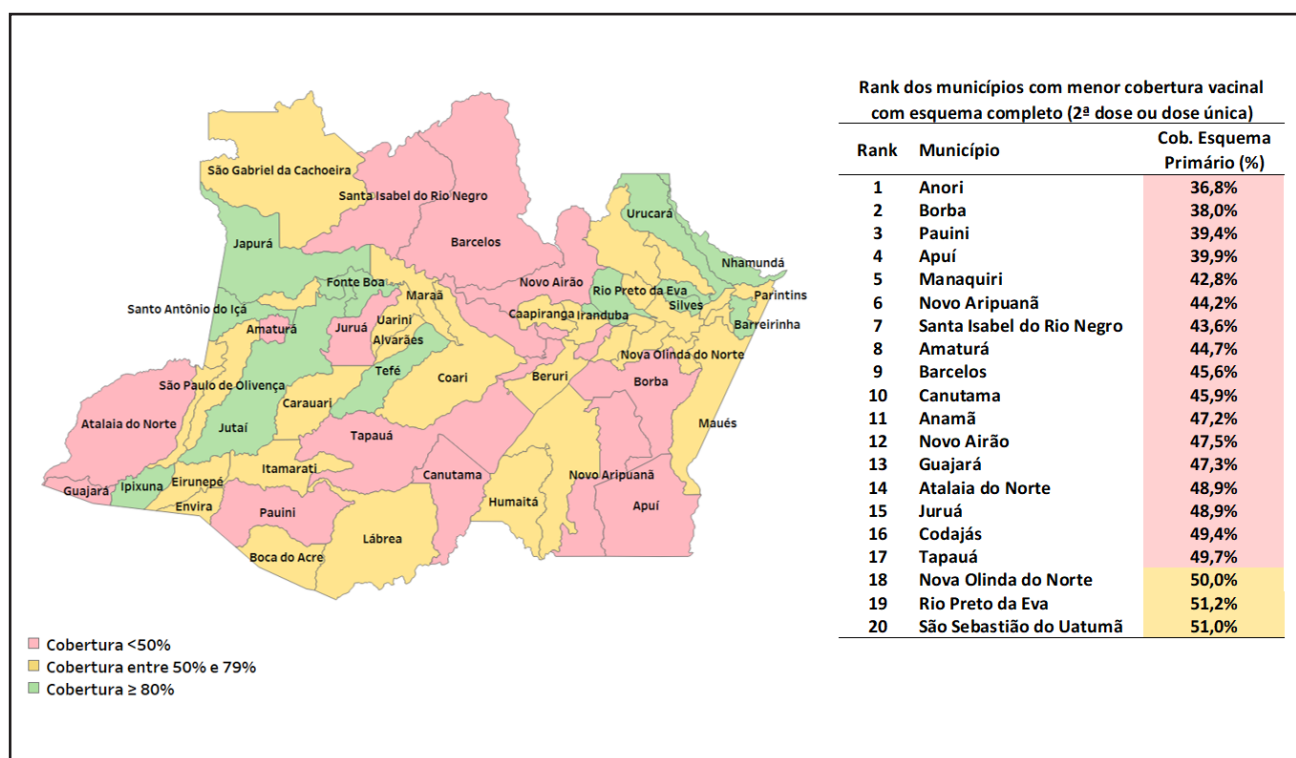 São Gabriel da Cachoeira
Santa Isabel do Rio Negro
Urucará
Japurá
Barcelos
Nhamundá
Fonte Boa
Novo Airão
Rio Preto da Eva
Santo Antônio do Içá
Maraã
Silves
Parintins
Amaturã
Juruá
Uarini
Caapiranga
Iranduba
Barreirinha
Alvarães
Nova Olinda do Norte
Tefé
Coari
Beruri
Borba
São Paulo de Olivença
Carauari
Atalaia do Norte
Jutaí
Maués
Tapauá
Itamarati
Canutama
Novo Aripuanã
Guajará
Ipixuna
Eirunepé
Envira
Humaitá
Apuí
Pauini
Lábrea
Boca do Acre
Cobertura <50%
Cobertura entre 50% e 79%
Cobertura ≥ 80%
Rank dos municípios com menor cobertura vacinal
com esquema completo (2ª dose ou dose única)
Rank Município Cob. Esquema
Primário (%)
1 Anori 36,8%
2 Borba 38,0%
3 Pauini 39,4%
4 Apuí 39,9%
5 Manaquiri 42,8%
6 Novo Aripuanã 44,2%
7 Santa Isabel do Rio Negro 43,6%
8 Amaturá 44,7%
9 Barcelos 45,6%
10 Canutama 45,9%
11 Anamã 47,2%
12 Novo Airão 47,5%
13 Guajará 47,3%
14 Atalaia do Norte 48,9%
15 Juruá 48,9%
16 Codajás 49,4%
17 Tapauá 49,7%
18 Nova Olinda do Norte 50,0%
19 Rio Preto da Eva 51,2%
20 São Sebastião do Uatumã 51,0%